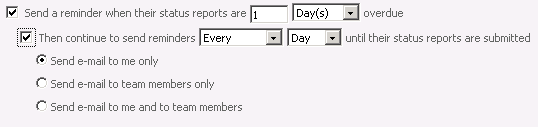 Send a reminder when their status reports are 1 Day(s) overdue
Then continue to send reminders Every Day until their status reports are submitted
Send e-mail to me only
Send e-mail to team members only
Send e-mail to me and to team members